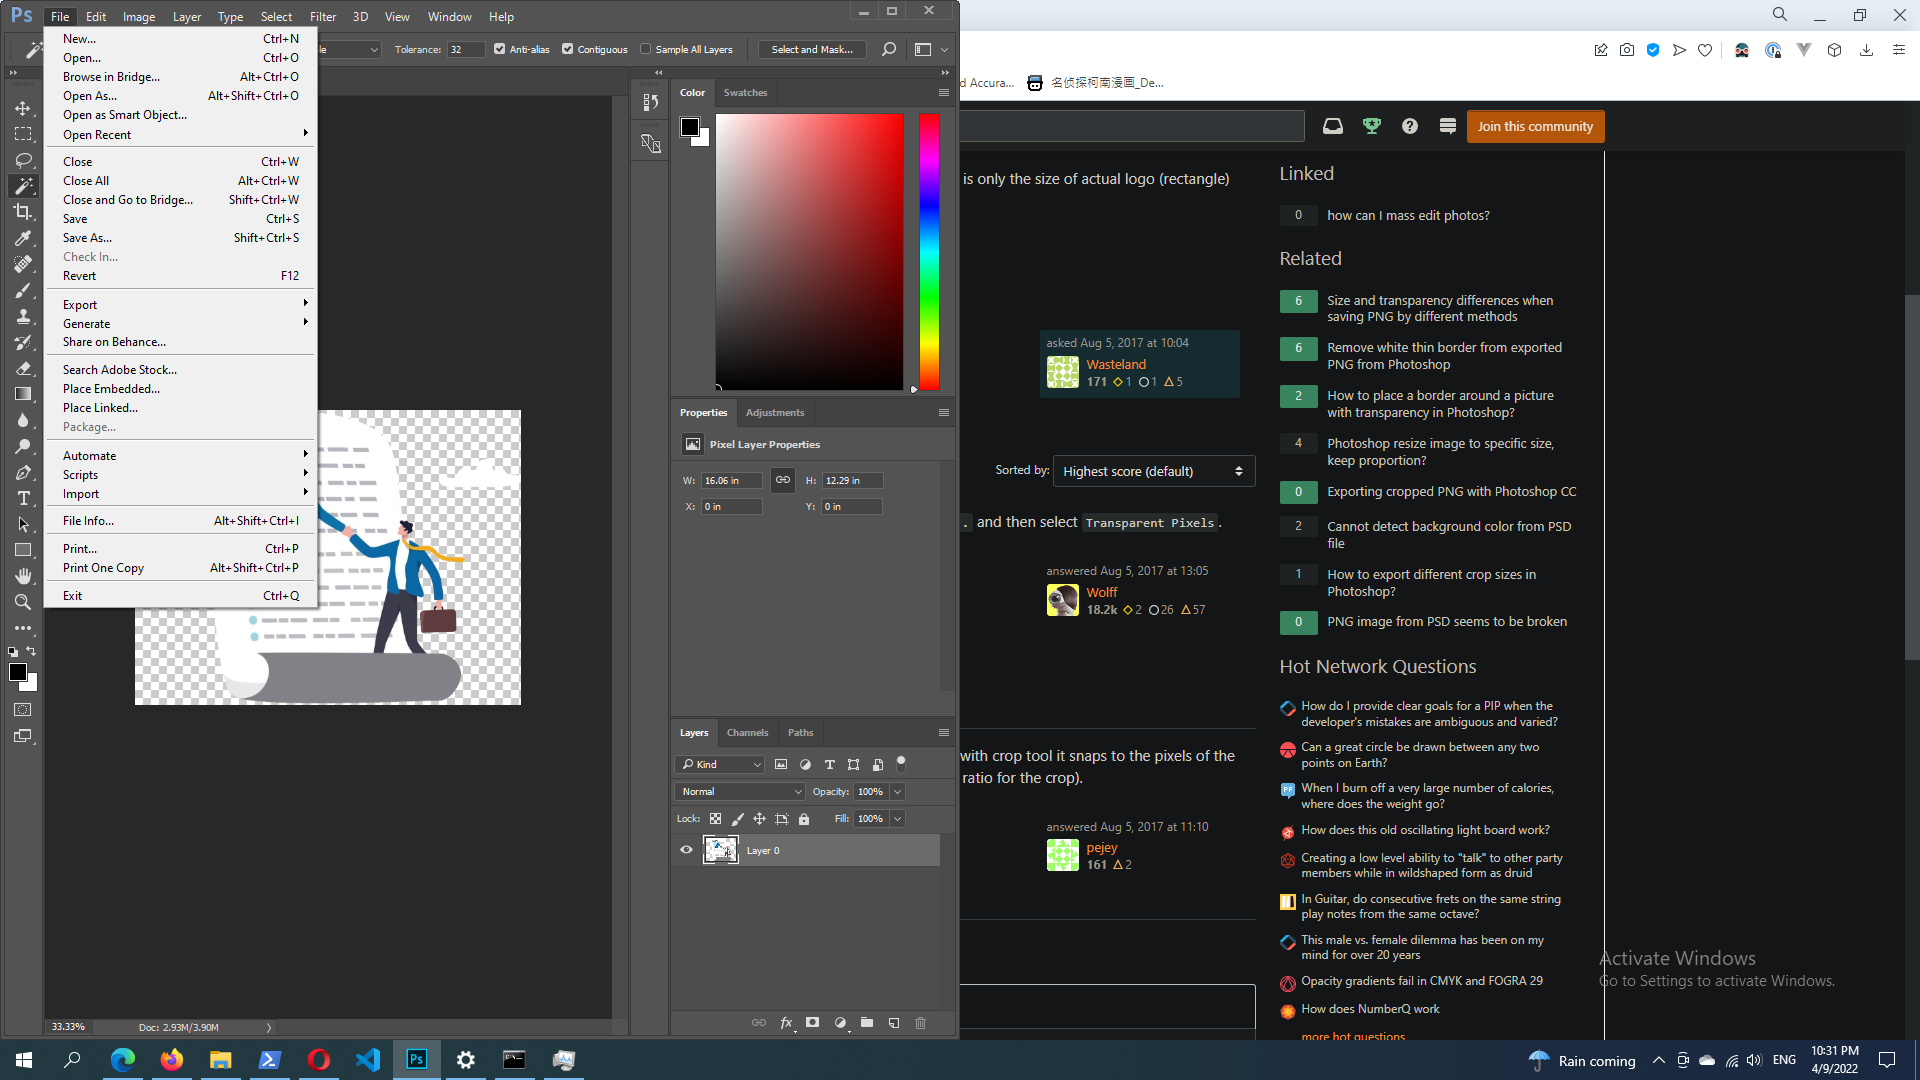 Ps File Edit Image Layer Type Select Filter 3D View Window Help
Tolerance: 32 Anti-alias Contiguous Sample All Layers Select and Mask...
New... Ctrl+N
Open... Ctrl+O
Browse in Bridge... Alt+Ctrl+O
Open As... Alt+Shift+Ctrl+O
Open as Smart Object...
Open Recent
Close Ctrl+W
Close All Alt+Ctrl+W
Close and Go to Bridge... Shift+Ctrl+W
Save Ctrl+S
Save As... Shift+Ctrl+S
Check In...
Revert F12
Export
Generate
Share on Behance...
Search Adobe Stock...
Place Embedded...
Place Linked...
Package...
Automate
Scripts
Import
File Info... Alt+Shift+Ctrl+I
Print... Ctrl+P
Print One Copy Alt+Shift+Ctrl+P
Exit Ctrl+Q
33.33% Doc: 2.93M/3.90M
Color Swatches
Properties Adjustments
Pixel Layer Properties
W: 16.06 in H: 12.29 in
X: 0 in Y: 0 in
Layers Channels Paths
Kind
Normal Opacity: 100%
Lock: Fill: 100%
Layer 0
d Accura... 名侦探柯南漫画_De...
Join this community
is only the size of actual logo (rectangle)
asked Aug 5, 2017 at 10:04
Wasteland
171 1 1 5
Sorted by: Highest score (default)
. and then select Transparent Pixels.
answered Aug 5, 2017 at 13:05
Wolff
18.2k 2 26 57
with crop tool it snaps to the pixels of the
ratio for the crop).
answered Aug 5, 2017 at 11:10
pejey
161 2
Linked
0 how can I mass edit photos?
Related
6 Size and transparency differences when
saving PNG by different methods
6 Remove white thin border from exported
PNG from Photoshop
2 How to place a border around a picture
with transparency in Photoshop?
4 Photoshop resize image to specific size,
keep proportion?
0 Exporting cropped PNG with Photoshop CC
2 Cannot detect background color from PSD
file
1 How to export different crop sizes in
Photoshop?
0 PNG image from PSD seems to be broken
Hot Network Questions
How do I provide clear goals for a PIP when the
developer's mistakes are ambiguous and varied?
Can a great circle be drawn between any two
points on Earth?
When I burn off a very large number of calories,
where does the weight go?
How does this old oscillating light board work?
Creating a low level ability to "talk" to other party
members while in wildshaped form as druid
In Guitar, do consecutive frets on the same string
play notes from the same octave?
This male vs. female dilemma has been on my
mind for over 20 years
Opacity gradients fail in CMYK and FOGRA 29
How does NumberQ work
more hot questions
Activate Windows
Go to Settings to activate Windows.
Ps
Rain coming
ENG
10:31 PM
4/9/2022